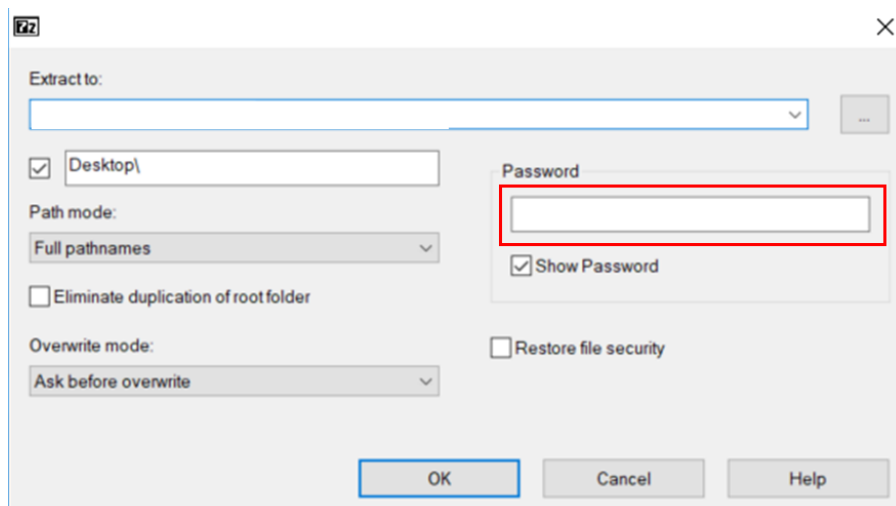 7z
Extract to:
...
Desktop\
Password
Path mode:
Full pathnames
Show Password
Eliminate duplication of root folder
Overwrite mode:
Restore file security
Ask before overwrite
OK Cancel Help